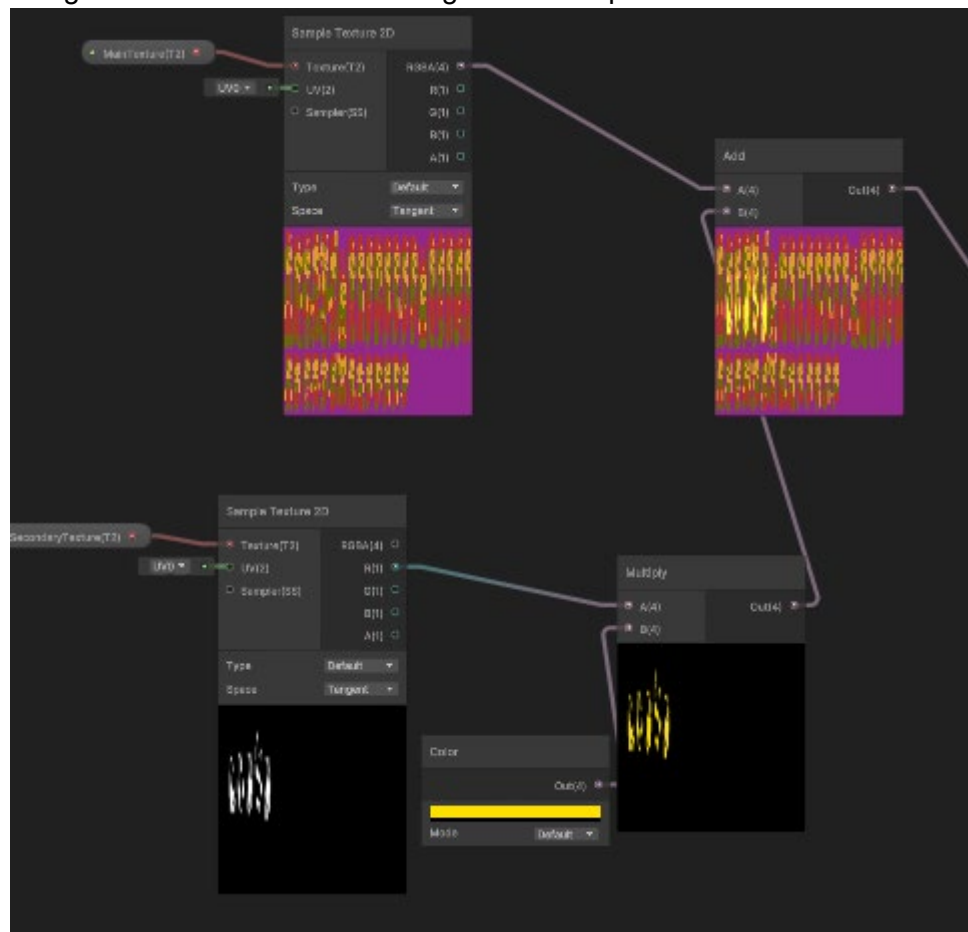 Sample Texture 2D
MainTexture(T2)
Texture(T2) RGBA(4)
UV0 UV(2) R(1)
Sampler(SS) G(1)
B(1)
A(1)
Type Default
Space Tangent
Add
A(4) Out(4)
B(4)
Sample Texture 2D
SecondaryTexture(T2)
Texture(T2) RGBA(4)
UV0 UV(2) R(1)
Sampler(SS) G(1)
B(1)
A(1)
Type Default
Space Tangent
Multiply
A(4) Out(4)
B(4)
Color
Out(4)
Mode Default